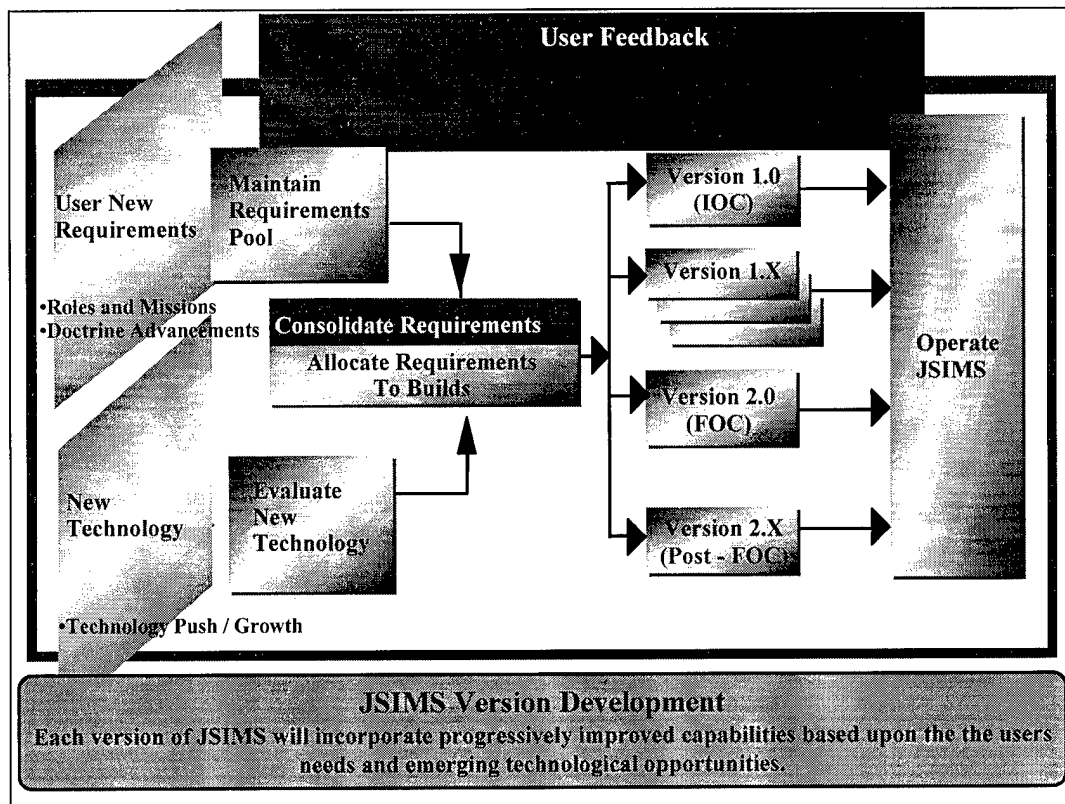 User Feedback
User New
Requirements
Maintain
Requirements
Pool
•Roles and Missions
•Doctrine Advancements
Consolidate Requirements
Allocate Requirements
To Builds
New
Technology
Evaluate
New
Technology
•Technology Push / Growth
Version 1.0
(IOC)
Version 1.X
Version 2.0
(FOC)
Version 2.X
(Post - FOC)
Operate
JSIMS
JSIMS Version Development
Each version of JSIMS will incorporate progressively improved capabilities based upon the the users
needs and emerging technological opportunities.